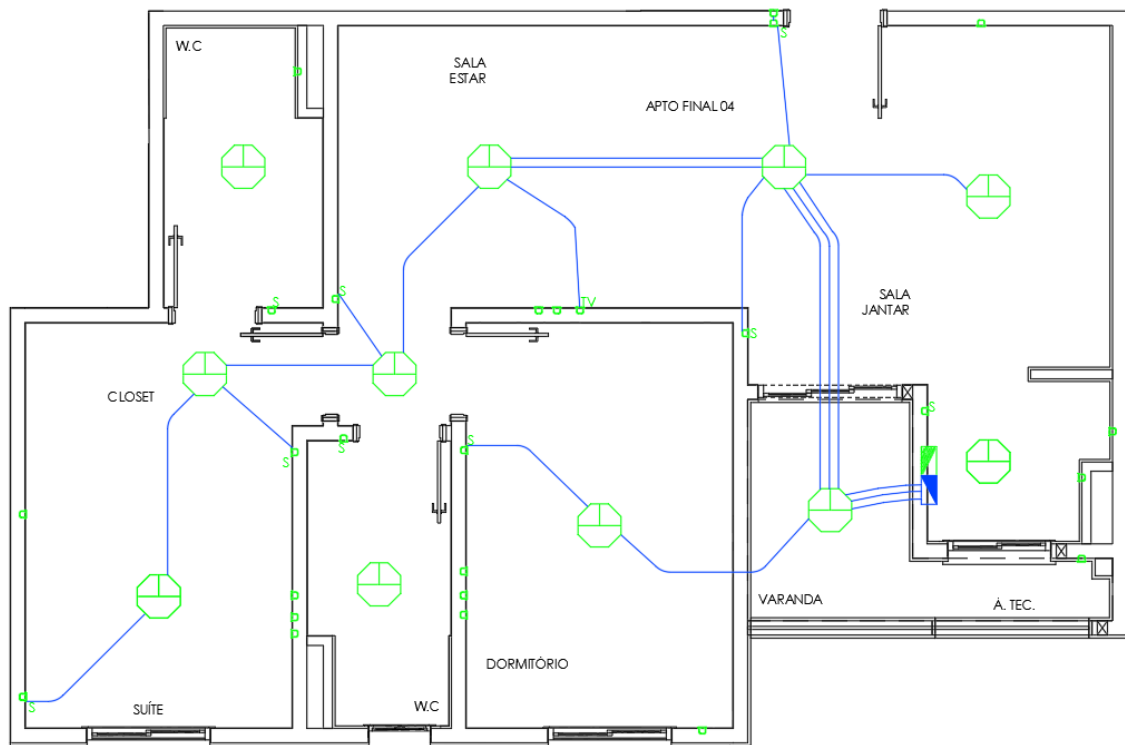 S
W.C
SALA
ESTAR
APTO FINAL 04
S
S
TV
SALA
JANTAR
S
CLOSET
S
S
S
S
VARANDA
À. TEC.
DORMITÓRIO
S
SUÍTE
W.C